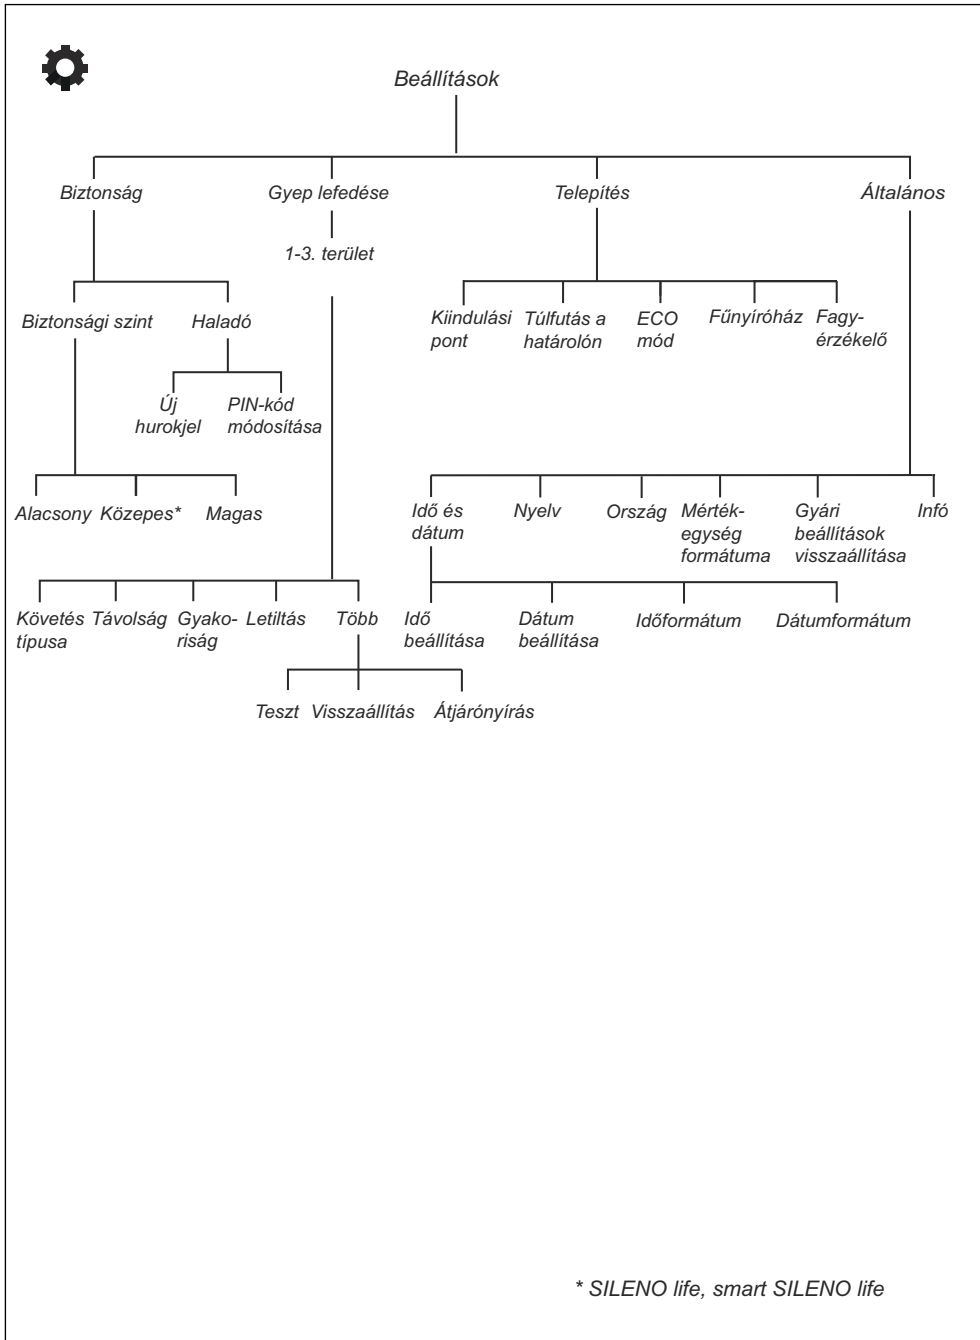 Beállítások
Biztonság
Gyep lefedése
Telepítés
Általános
1-3. terület
Biztonsági szint
Haladó
Kiindulási
pont
Túlfutás a
határolón
ECO
mód
Fűnyíróház
Fagy-
érzékelő
Új
hurokjel
PIN-kód
módosítása
Alacsony
Közepes*
Magas
Idő és
dátum
Nyelv
Ország
Mérték-
egység
formátuma
Gyári
beállítások
visszaállítása
Infó
Követés
típusa
Távolság
Gyako-
riság
Letiltás
Több
Idő
beállítása
Dátum
beállítása
Időformátum
Dátumformátum
Teszt
Visszaállítás
Átjárónyírás
* SILENO life, smart SILENO life